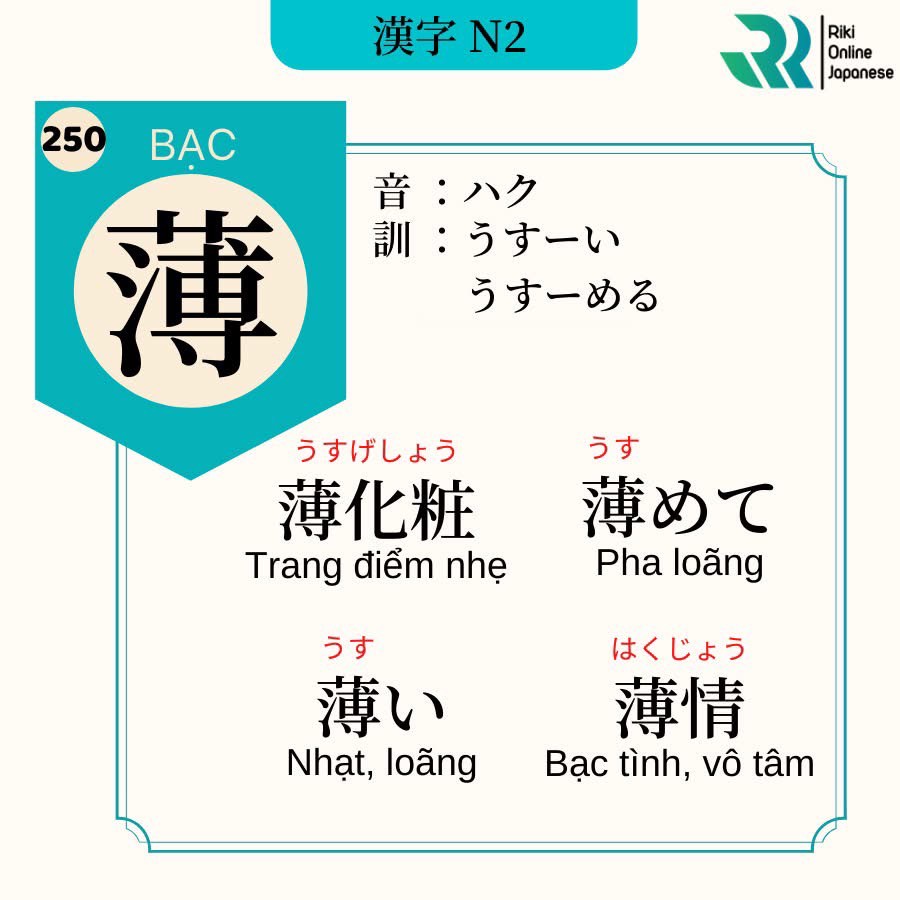 漢字 N2
Riki
Online
Japanese
250
BẠC
薄
音 ：ハク
訓 ：うすーい
うすーめる
うすげしょう
薄化粧
Trang điểm nhẹ
うす
薄めて
Pha loãng
うす
薄い
Nhạt, loãng
はくじょう
薄情
Bạc tình, vô tâm